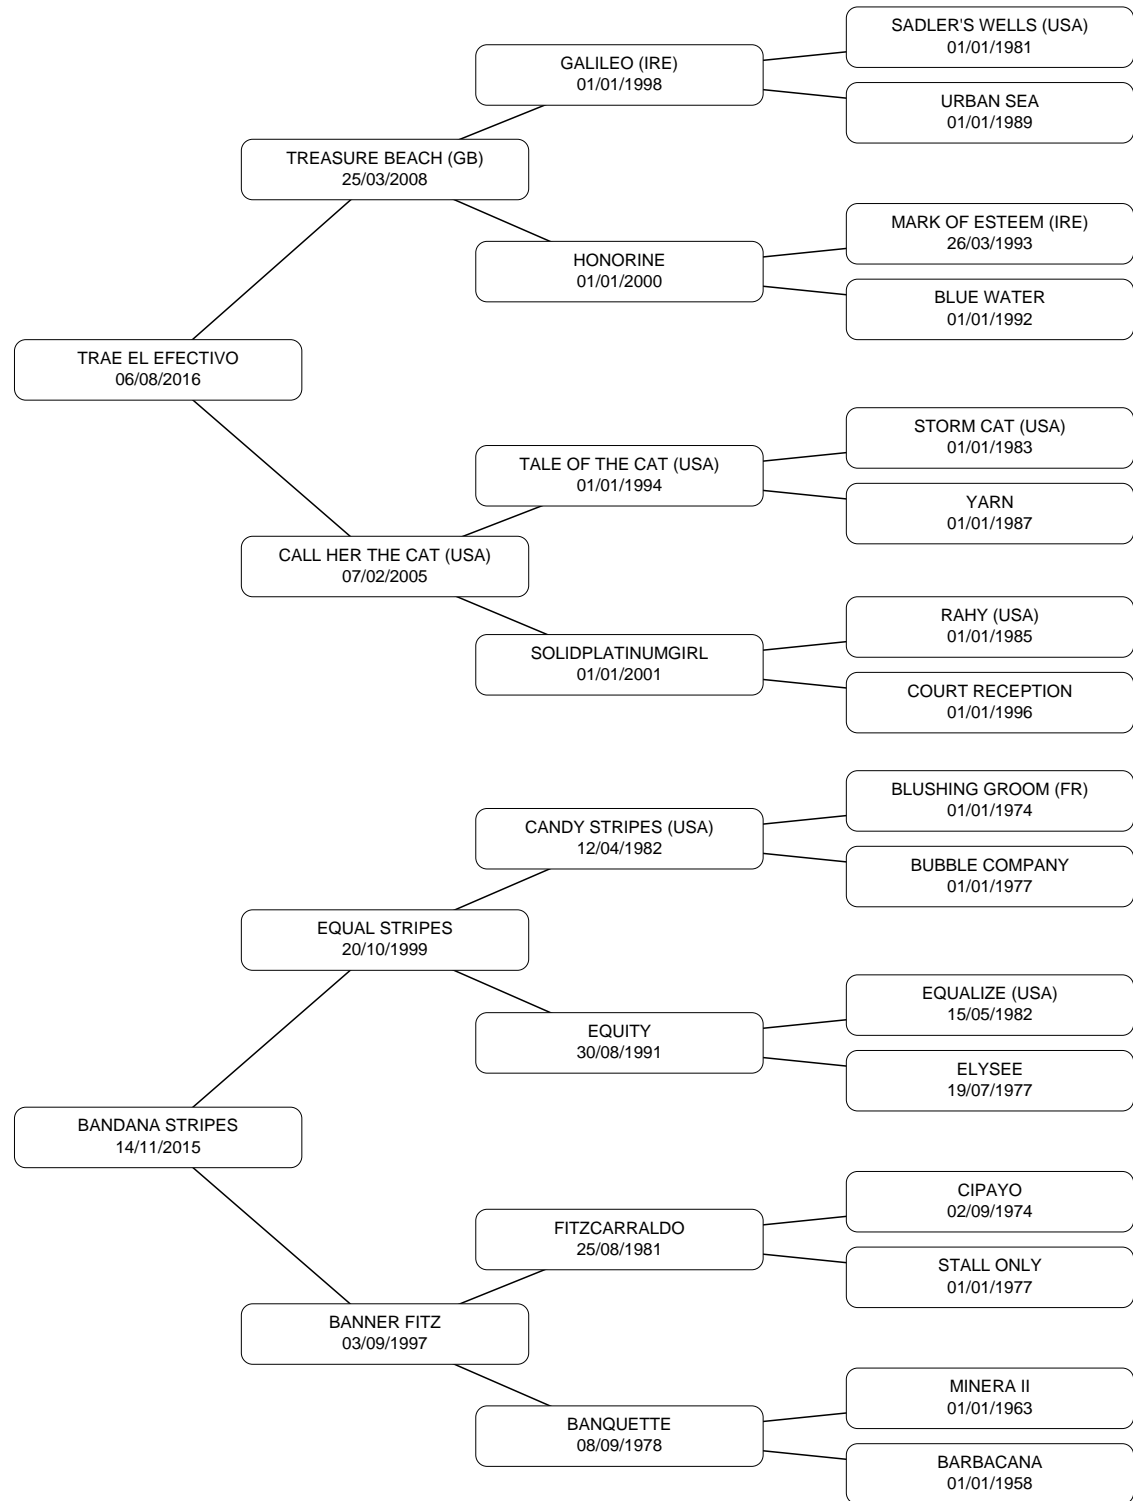 SADLER'S WELLS (USA)
01/01/1981
GALILEO (IRE)
01/01/1998
URBAN SEA
01/01/1989
TREASURE BEACH (GB)
25/03/2008
MARK OF ESTEEM (IRE)
26/03/1993
HONORINE
01/01/2000
BLUE WATER
01/01/1992
TRAE EL EFECTIVO
06/08/2016
STORM CAT (USA)
01/01/1983
TALE OF THE CAT (USA)
01/01/1994
YARN
01/01/1987
CALL HER THE CAT (USA)
07/02/2005
RAHY (USA)
01/01/1985
SOLIDPLATINUMGIRL
01/01/2001
COURT RECEPTION
01/01/1996
BLUSHING GROOM (FR)
01/01/1974
CANDY STRIPES (USA)
12/04/1982
BUBBLE COMPANY
01/01/1977
EQUAL STRIPES
20/10/1999
EQUALIZE (USA)
15/05/1982
EQUITY
30/08/1991
ELYSEE
19/07/1977
BANDANA STRIPES
14/11/2015
CIPAYO
02/09/1974
FITZCARRALDO
25/08/1981
STALL ONLY
01/01/1977
BANNER FITZ
03/09/1997
MINERA II
01/01/1963
BANQUETTE
08/09/1978
BARBACANA
01/01/1958